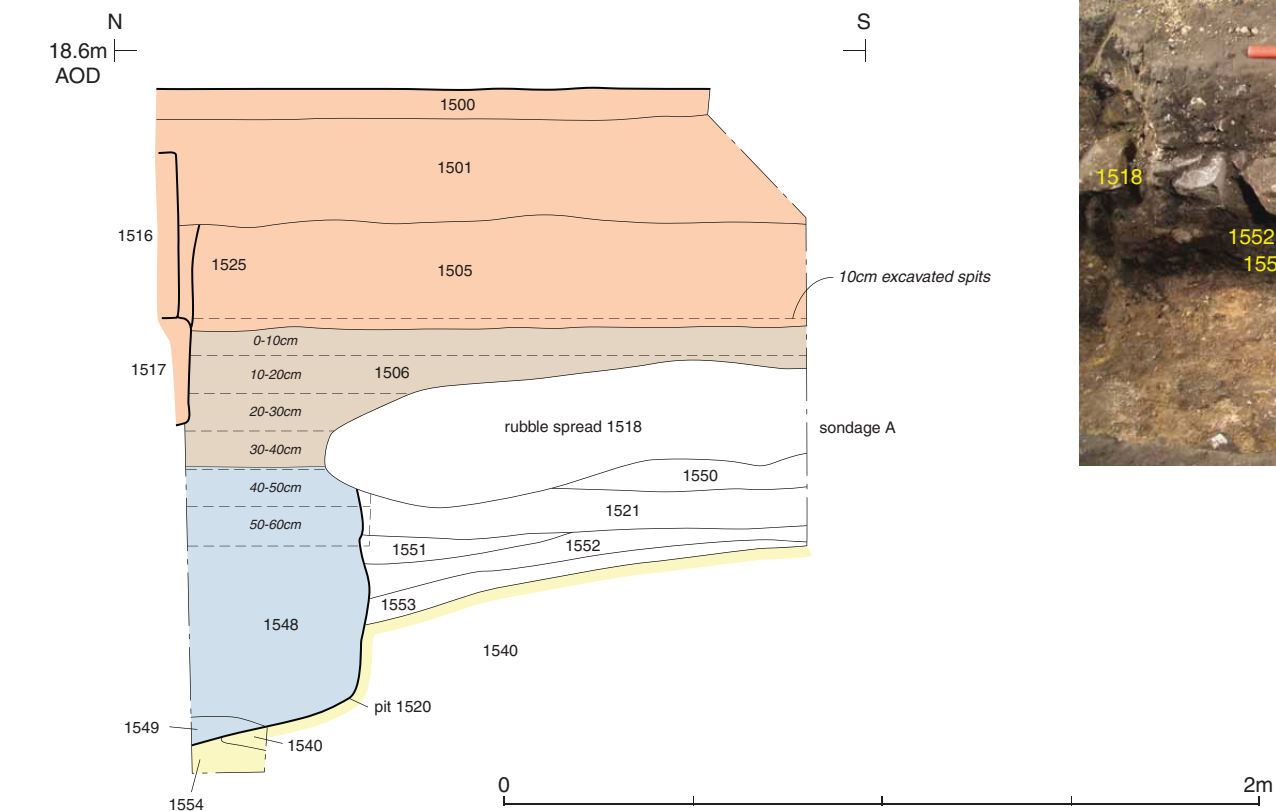 N
S
18.6m
AOD
1500
1501
1516
1525
1505
10cm excavated spits
0-10cm
1517
10-20cm
1506
20-30cm
rubble spread 1518
sondage A
30-40cm
1550
40-50cm
1521
50-60cm
1551
1552
1553
1548
1540
pit 1520
1549
1540
1554
0
2m
1518
1552
155